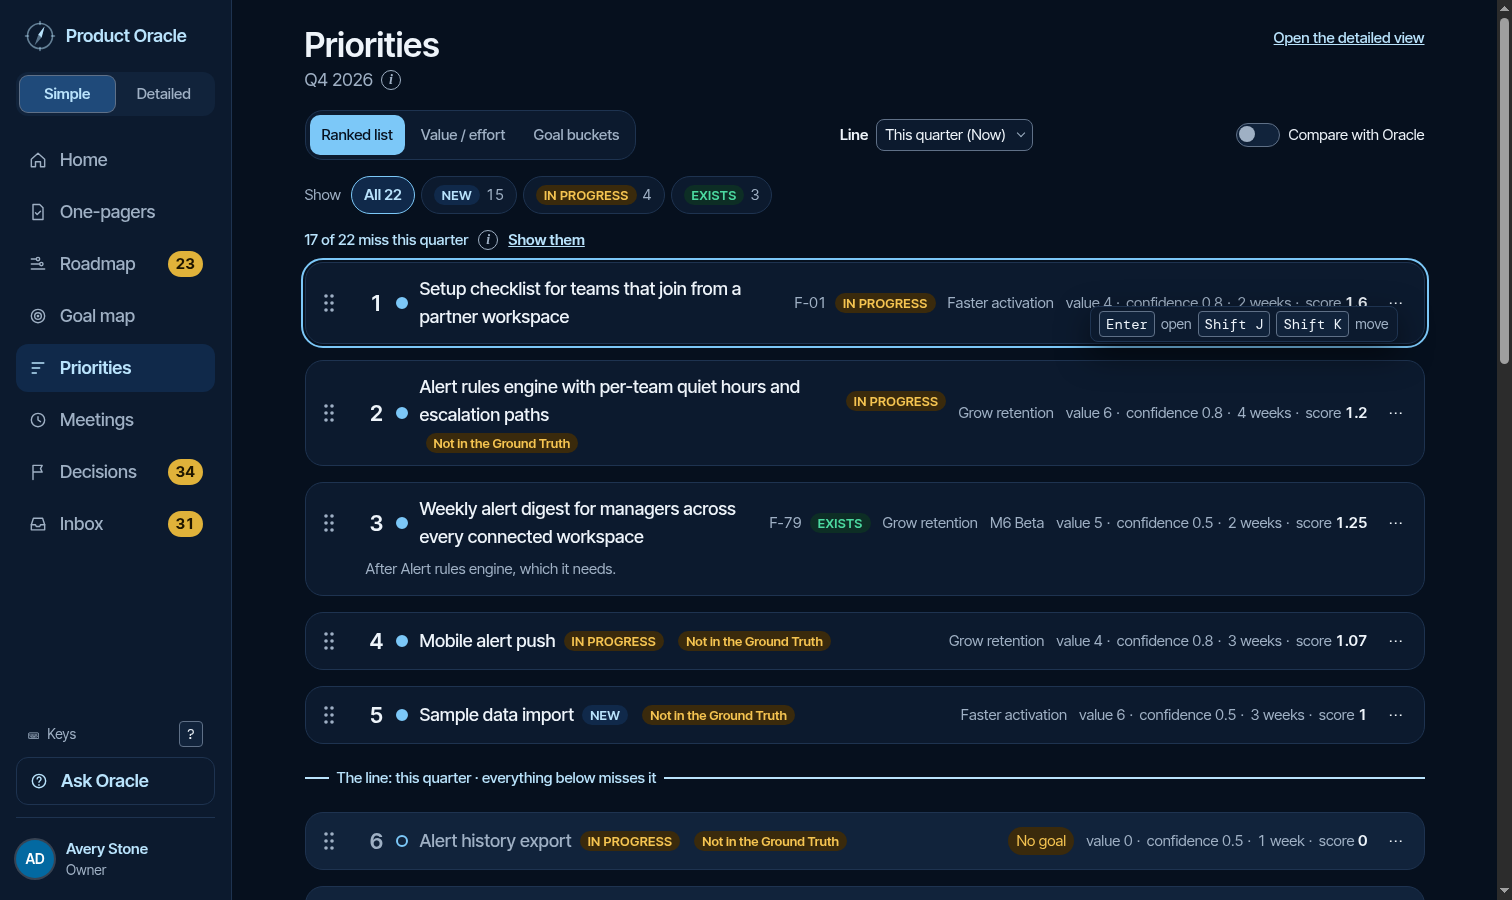 Product Oracle
Simple
Detailed
Home
One-pagers
Roadmap 23
Goal map
Priorities
Meetings
Decisions 34
Inbox 31
Keys ?
Ask Oracle
AD
Avery Stone
Owner
Priorities
Open the detailed view
Q4 2026 i
Ranked list
Value / effort
Goal buckets
Line This quarter (Now)
Compare with Oracle
Show All 22 NEW 15 IN PROGRESS 4 EXISTS 3
17 of 22 miss this quarter i Show them
1 Setup checklist for teams that join from a
partner workspace
F-01 IN PROGRESS Faster activation value 4 · confidence 0.8 · 2 weeks · score 1.6 ···
Enter open Shift J Shift K move
2 Alert rules engine with per-team quiet hours and
escalation paths
Not in the Ground Truth
IN PROGRESS Grow retention value 6 · confidence 0.8 · 4 weeks · score 1.2 ···
3 Weekly alert digest for managers across
every connected workspace
F-79 EXISTS Grow retention M6 Beta value 5 · confidence 0.5 · 2 weeks · score 1.25 ···
After Alert rules engine, which it needs.
4 Mobile alert push IN PROGRESS Not in the Ground Truth Grow retention value 4 · confidence 0.8 · 3 weeks · score 1.07 ···
5 Sample data import NEW Not in the Ground Truth Faster activation value 6 · confidence 0.5 · 3 weeks · score 1 ···
The line: this quarter · everything below misses it
6 Alert history export IN PROGRESS Not in the Ground Truth No goal value 0 · confidence 0.5 · 1 week · score 0 ···